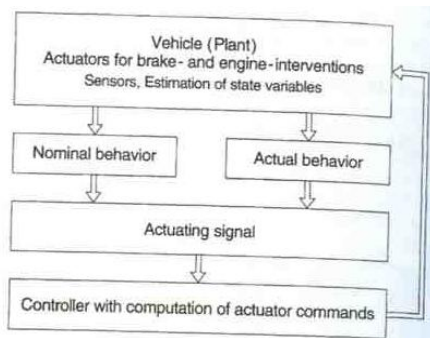 Vehicle (Plant)
Actuators for brake- and engine-interventions
Sensors, Estimation of state variables
Nominal behavior
Actual behavior
Actuating signal
Controller with computation of actuator commands